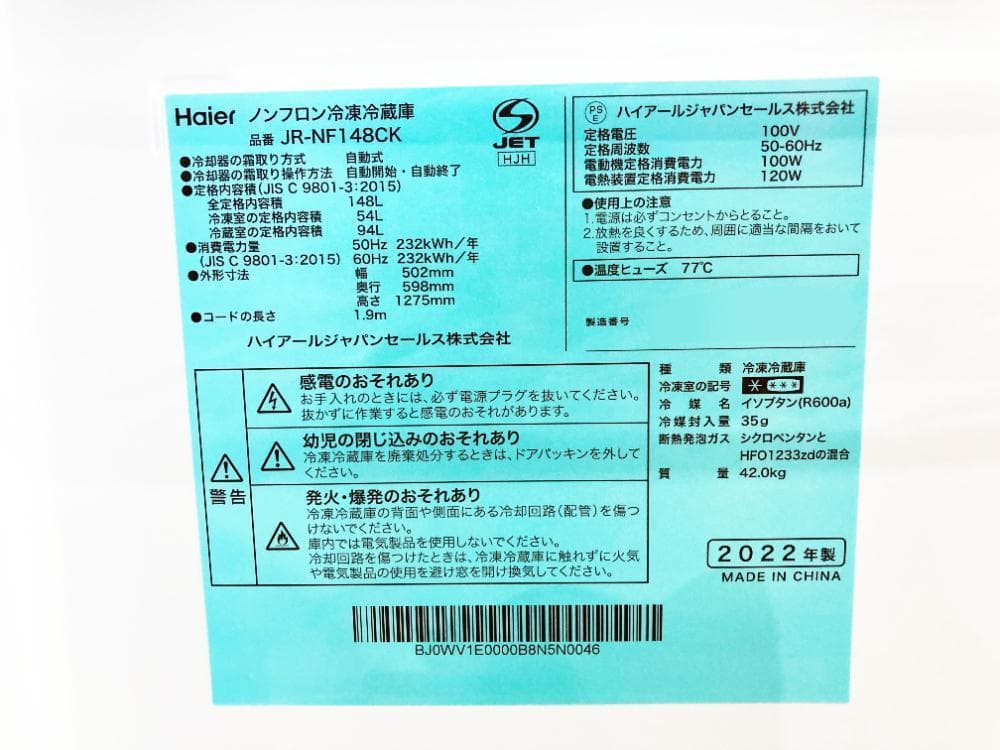 Haier ノンフロン冷凍冷蔵庫
品番 JR-NF148CK
JET
HJH
●冷却器の霜取り方式 自動式
●冷却器の霜取り操作方法 自動開始・自動終了
●定格内容積(JIS C 9801-3:2015)
全定格内容積 148L
冷凍室の定格内容積 54L
冷蔵室の定格内容積 94L
●消費電力量 50Hz 232kWh/年
(JIS C 9801-3:2015) 60Hz 232kWh/年
●外形寸法 幅 502mm
奥行 598mm
高さ 1275mm
●コードの長さ 1.9m
ハイアールジャパンセールス株式会社
PS
E
ハイアールジャパンセールス株式会社
定格電圧 100V
定格周波数 50-60Hz
電動機定格消費電力 100W
電熱装置定格消費電力 120W
●使用上の注意
1.電源は必ずコンセントからとること。
2.放熱を良くするため、周囲に適当な間隔をおいて
設置すること。
●温度ヒューズ 77℃
製造番号
警告
感電のおそれあり
お手入れのときには、必ず電源プラグを抜いてください。
抜かずに作業すると感電のおそれがあります。
幼児の閉じ込みのおそれあり
冷凍冷蔵庫を廃棄処分するときは、ドアパッキンを外して
ください。
発火・爆発のおそれあり
冷凍冷蔵庫の背面や側面にある冷却回路(配管)を傷つ
けないでください。
庫内では電気製品を使用しないでください。
冷却回路を傷つけたときは、冷凍冷蔵庫に触れずに火気
や電気製品の使用を避け窓を開け換気してください。
種類 冷凍冷蔵庫
冷凍室の記号 * ***
冷媒名 イソブタン(R600a)
冷媒封入量 35g
断熱発泡ガス シクロペンタンと
HFO1233zdの混合
質量 42.0kg
2022年製
MADE IN CHINA
BJ0WV1E0000B8N5N0046